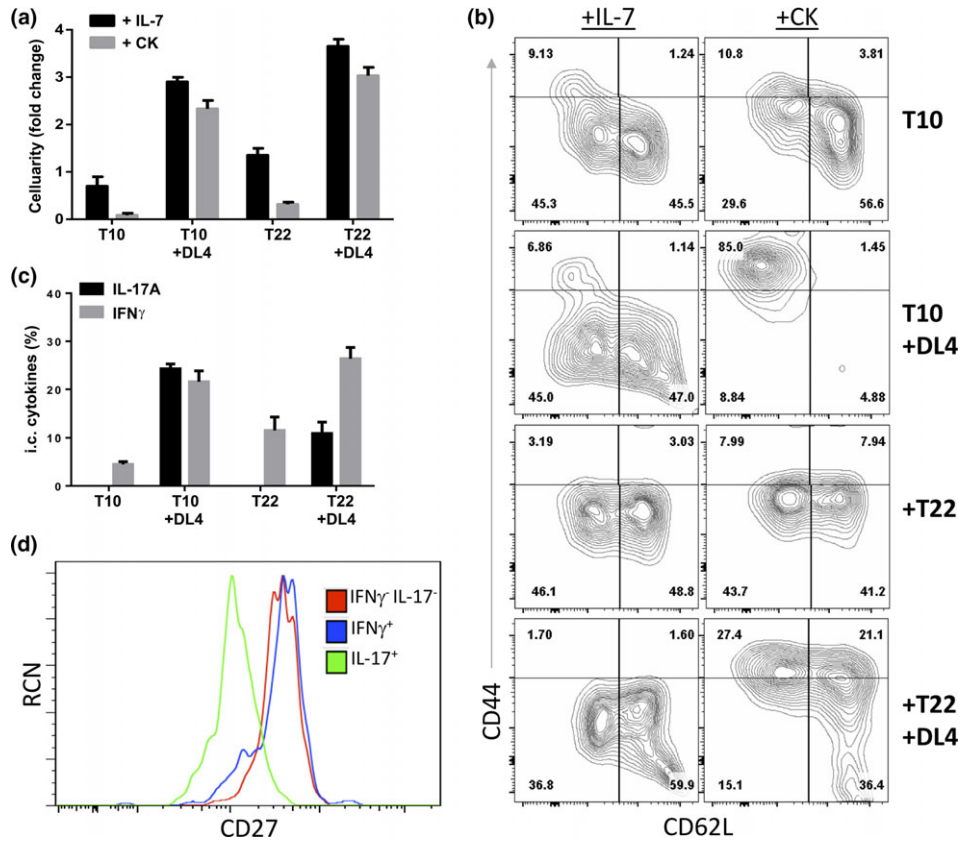 (a)
+ IL-7
+ CK
Celluarity (fold change)
6
4
2
0
T10
T10
+DL4
T22
T22
+DL4
(b)
+IL-7
+CK
9.13 1.24
45.3 45.5
10.8 3.81
29.6 56.6
T10
6.86 1.14
45.0 47.0
85.0 1.45
8.84 4.88
T10
+DL4
3.19 3.03
46.1 48.8
7.99 7.94
43.7 41.2
+T22
1.70 1.60
36.8 59.9
27.4 21.1
15.1 36.4
+T22
+DL4
CD44
CD62L
(c)
IL-17A
IFNγ
i.c. cytokines (%)
40
30
20
10
0
T10
T10
+DL4
T22
T22
+DL4
(d)
IFNγ- IL-17-
IFNγ+
IL-17+
RCN
CD27